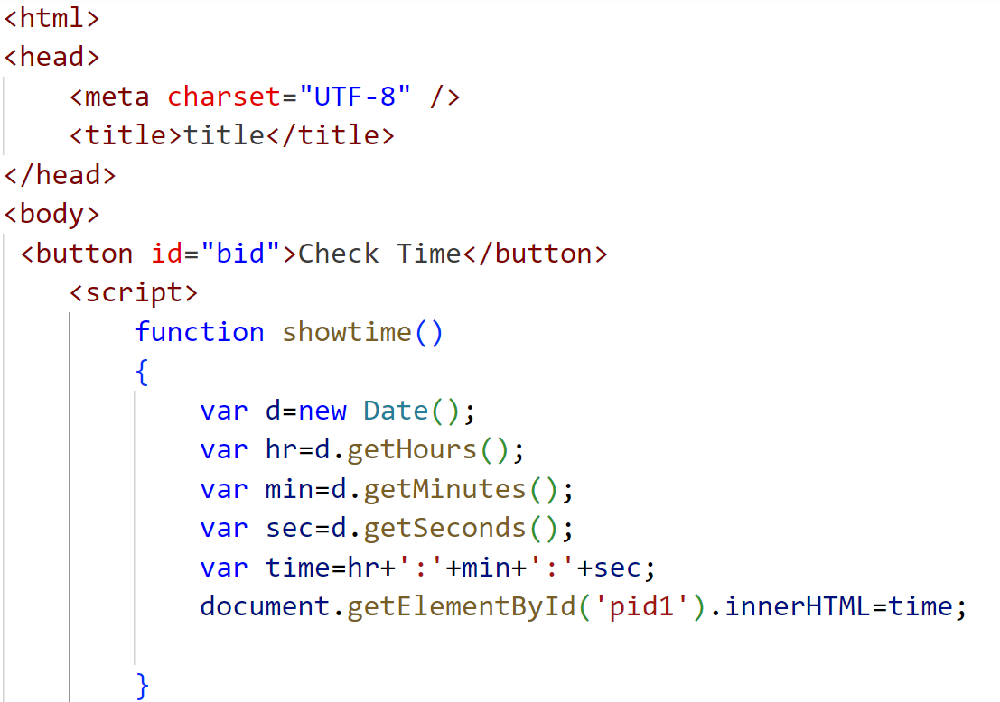 <html>
<head>
<meta charset="UTF-8" />
<title>title</title>
</head>
<body>
<button id="bid">Check Time</button>
<script>
function showtime()
{
var d=new Date();
var hr=d.getHours();
var min=d.getMinutes();
var sec=d.getSeconds();
var time=hr+':'+min+':'+sec;
document.getElementById('pid1').innerHTML=time;
}